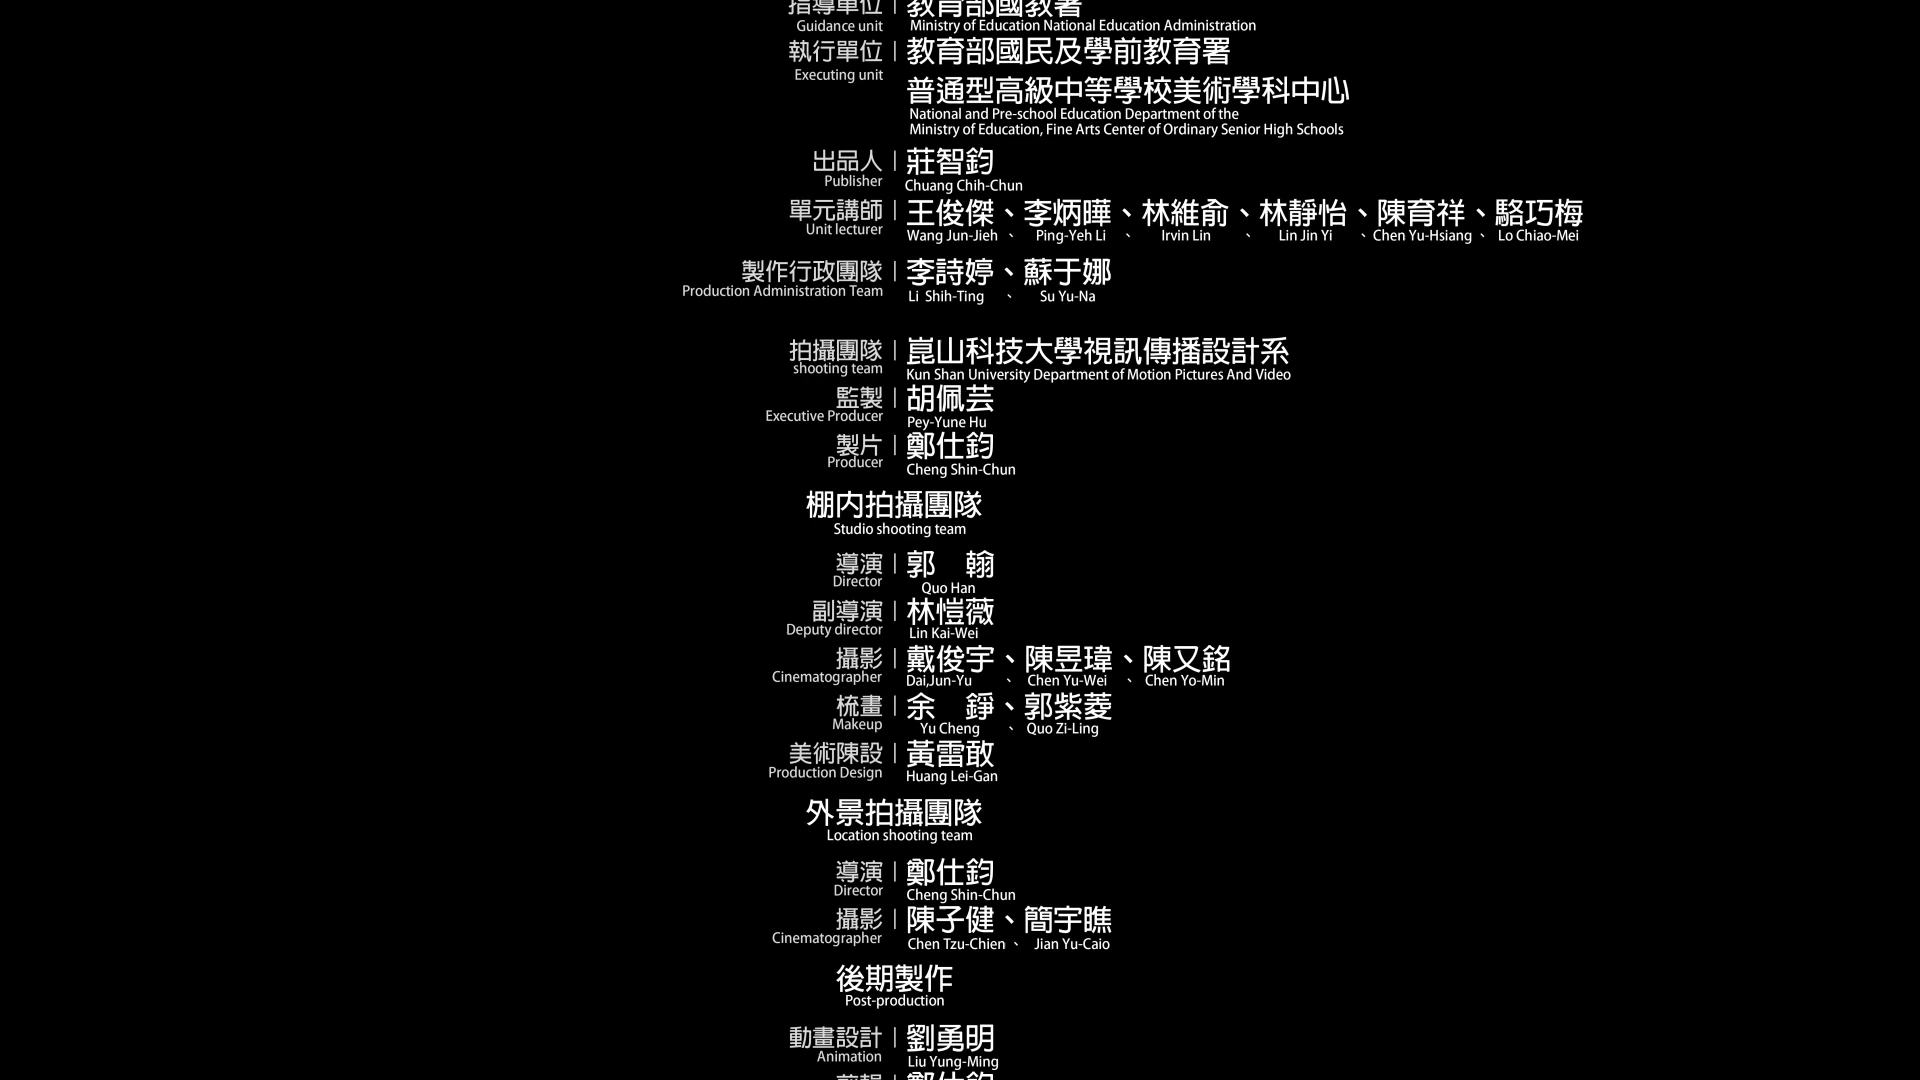 指導單位 | 教育部國教署
Guidance unit Ministry of Education National Education Administration
執行單位 | 教育部國民及學前教育署
Executing unit
普通型高級中等學校美術學科中心
National and Pre-school Education Department of the
Ministry of Education, Fine Arts Center of Ordinary Senior High Schools
出品人 | 莊智鈞
Publisher Chuang Chih-Chun
單元講師 | 王俊傑、李炳曄、林維俞、林靜怡、陳育祥、駱巧梅
Unit lecturer Wang Jun-Jieh、Ping-Yeh Li、Irvin Lin、Lin Jin Yi、Chen Yu-Hsiang、Lo Chiao-Mei
製作行政團隊 | 李詩婷、蘇于娜
Production Administration Team Li Shih-Ting、Su Yu-Na
拍攝團隊 | 崑山科技大學視訊傳播設計系
shooting team Kun Shan University Department of Motion Pictures And Video
監製 | 胡佩芸
Executive Producer Pey-Yune Hu
製片 | 鄭仕鈞
Producer Cheng Shin-Chun
棚内拍攝團隊
Studio shooting team
導演 | 郭 翰
Director Quo Han
副導演 | 林愷薇
Deputy director Lin Kai-Wei
攝影 | 戴俊宇、陳昱瑋、陳又銘
Cinematographer Dai,Jun-Yu、Chen Yu-Wei、Chen Yo-Min
梳畫 | 余 錚、郭紫菱
Makeup Yu Cheng、Quo Zi-Ling
美術陳設 | 黃雷敢
Production Design Huang Lei-Gan
外景拍攝團隊
Location shooting team
導演 | 鄭仕鈞
Director Cheng Shin-Chun
攝影 | 陳子健、簡宇瞧
Cinematographer Chen Tzu-Chien、Jian Yu-Caio
後期製作
Post-production
動畫設計 | 劉勇明
Animation Liu Yung-Ming
剪輯 | 鄭仕鈞